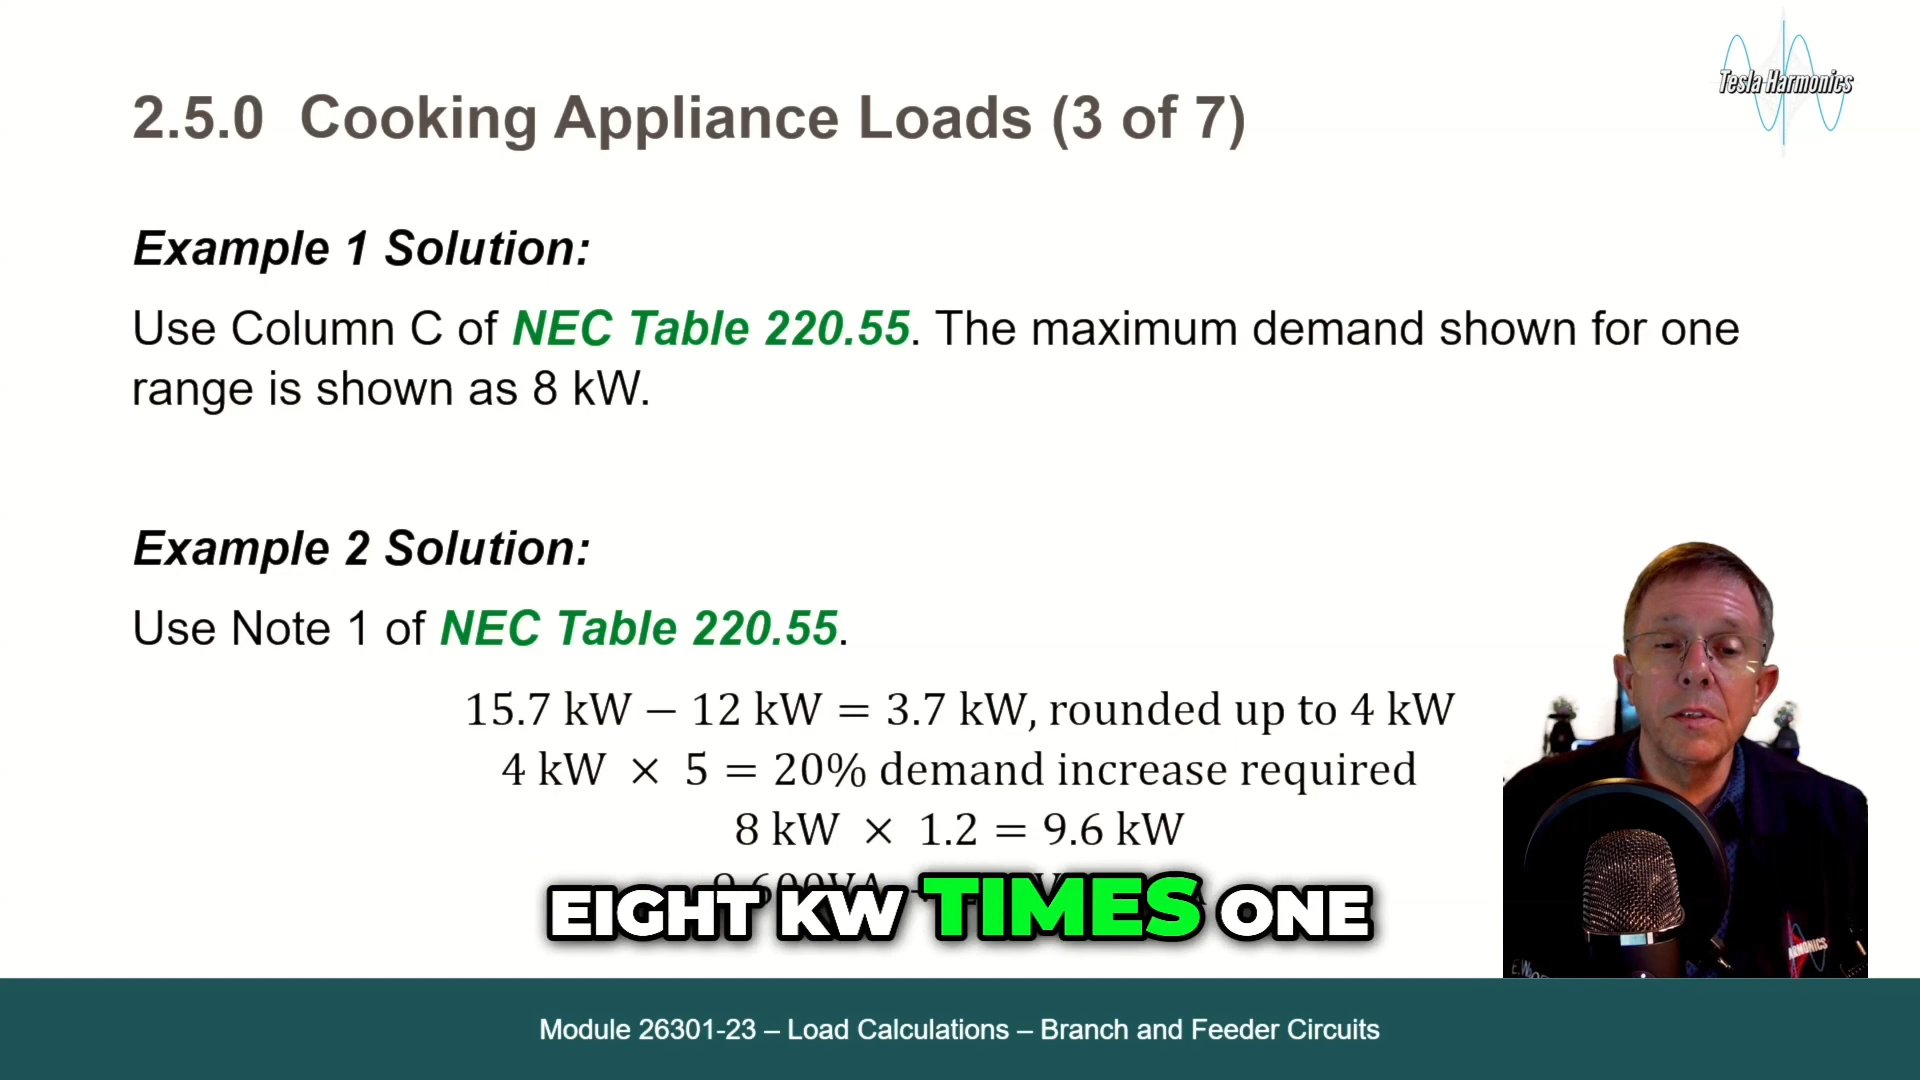 Tesla Harmonics
2.5.0 Cooking Appliance Loads (3 of 7)
Example 1 Solution:
Use Column C of NEC Table 220.55. The maximum demand shown for one
range is shown as 8 kW.
Example 2 Solution:
Use Note 1 of NEC Table 220.55.
15.7 kW − 12 kW = 3.7 kW, rounded up to 4 kW
4 kW × 5 = 20% demand increase required
8 kW × 1.2 = 9.6 kW
EIGHT KW TIMES ONE
Module 26301-23 – Load Calculations – Branch and Feeder Circuits